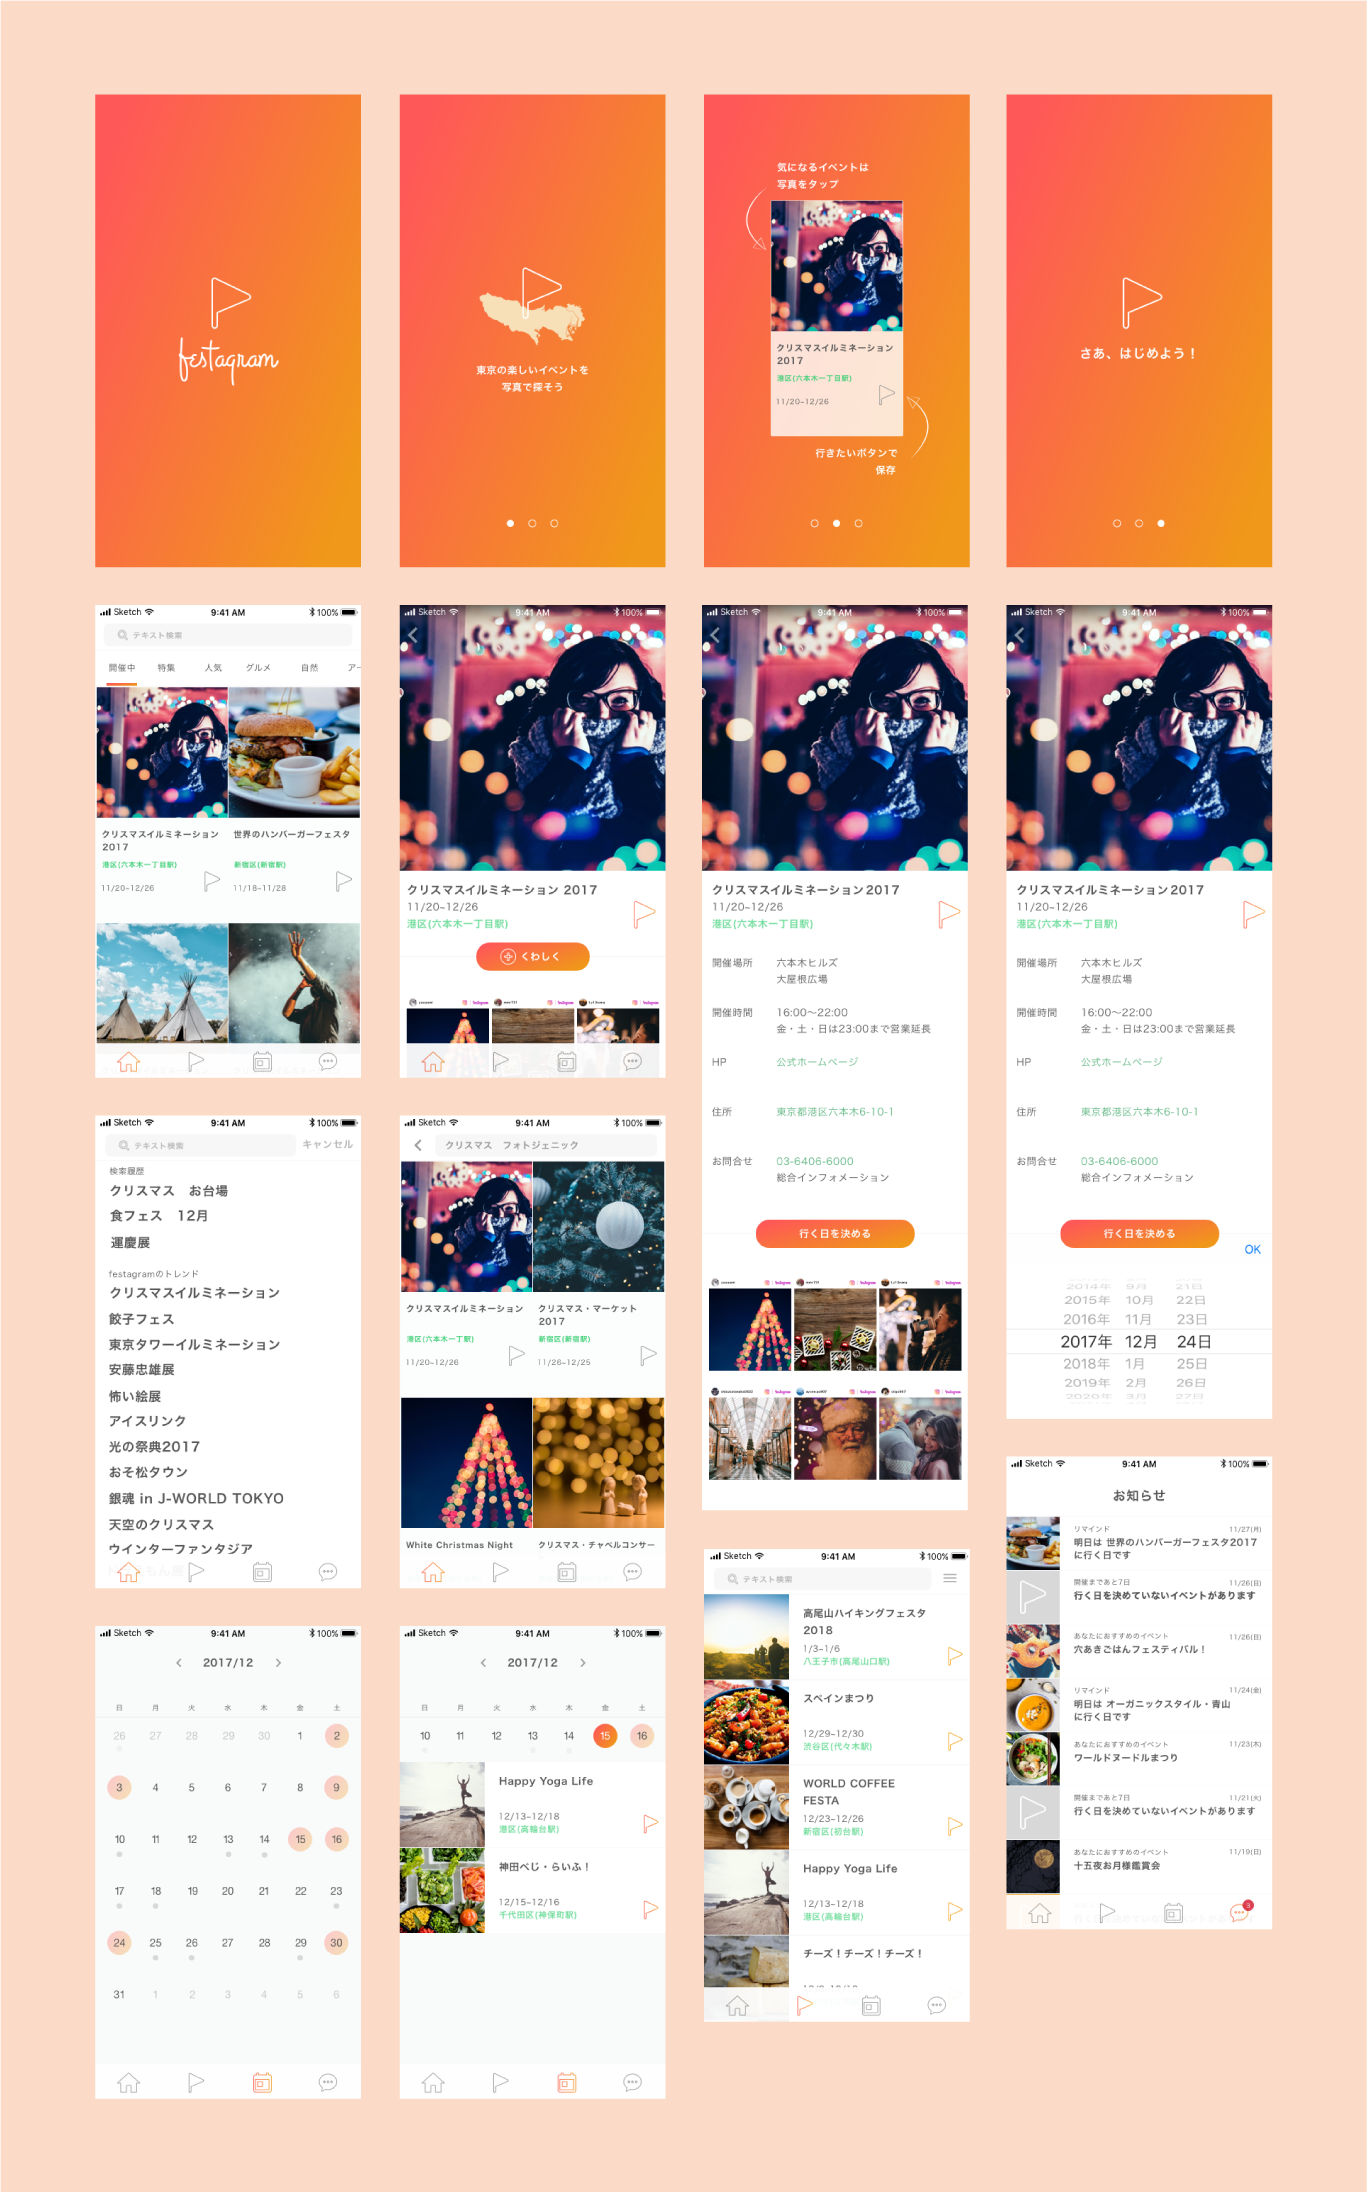 festagram
東京の楽しいイベントを
写真で探そう
気になるイベントは
写真をタップ
クリスマスイルミネーション
2017
港区(六本木一丁目駅)
11/20~12/26
行きたいボタンで
保存
さあ、はじめよう！
Sketch 9:41 AM 100%
テキスト検索
開催中 特集 人気 グルメ 自然 アー
クリスマスイルミネーション
2017
港区(六本木一丁目駅)
11/20~12/26
世界のハンバーガーフェスタ
新宿区(新宿駅)
11/18~11/28
Sketch 9:41 AM 100%
クリスマスイルミネーション 2017
11/20~12/26
港区(六本木一丁目駅)
くわしく
Instagram Instagram Instagram
Sketch 9:41 AM 100%
クリスマスイルミネーション2017
11/20~12/26
港区(六本木一丁目駅)
開催場所 六本木ヒルズ
大屋根広場
開催時間 16:00〜22:00
金・土・日は23:00まで営業延長
HP 公式ホームページ
住所 東京都港区六本木6-10-1
お問合せ 03-6406-6000
総合インフォメーション
行く日を決める
Instagram Instagram Instagram
Instagram Instagram Instagram
Sketch 9:41 AM 100%
クリスマスイルミネーション2017
11/20~12/26
港区(六本木一丁目駅)
開催場所 六本木ヒルズ
大屋根広場
開催時間 16:00〜22:00
金・土・日は23:00まで営業延長
HP 公式ホームページ
住所 東京都港区六本木6-10-1
お問合せ 03-6406-6000
総合インフォメーション
行く日を決める
OK
2014年 9月 21日
2015年 10月 22日
2016年 11月 23日
2017年 12月 24日
2018年 1月 25日
2019年 2月 26日
2020年 3月 27日
Sketch 9:41 AM 100%
テキスト検索 キャンセル
検索履歴
クリスマス　お台場
食フェス　12月
運慶展
festagramのトレンド
クリスマスイルミネーション
餃子フェス
東京タワーイルミネーション
安藤忠雄展
怖い絵展
アイスリンク
光の祭典2017
おそ松タウン
銀魂 in J-WORLD TOKYO
天空のクリスマス
ウインターファンタジア
Sketch 9:41 AM 100%
クリスマス　フォトジェニック
クリスマスイルミネーション
港区(六本木一丁駅)
11/20~12/26
クリスマス・マーケット
2017
新宿区(新宿駅)
11/26~12/25
White Christmas Night
クリスマス・チャペルコンサー
Sketch 9:41 AM 100%
お知らせ
リマインド 11/27(月)
明日は 世界のハンバーガーフェスタ2017
に行く日です
開催まであと7日 11/26(日)
行く日を決めていないイベントがあります
あなたにおすすめのイベント 11/26(日)
穴あきごはんフェスティバル！
リマインド 11/24(金)
明日は オーガニックスタイル・青山
に行く日です
あなたにおすすめのイベント 11/23(木)
ワールドヌードルまつり
開催まであと7日 11/21(火)
行く日を決めていないイベントがあります
あなたにおすすめのイベント 11/19(日)
十五夜お月様鑑賞会
3
Sketch 9:41 AM 100%
テキスト検索
高尾山ハイキングフェスタ
2018
1/3~1/6
八王子市(高尾山口駅)
スペインまつり
12/29~12/30
渋谷区(代々木駅)
WORLD COFFEE
FESTA
12/23~12/26
新宿区(初台駅)
Happy Yoga Life
12/13~12/18
港区(高輪台駅)
チーズ！チーズ！チーズ！
Sketch 9:41 AM 100%
2017/12
日 月 火 水 木 金 土
26 27 28 29 30 1 2
3 4 5 6 7 8 9
10 11 12 13 14 15 16
17 18 19 20 21 22 23
24 25 26 27 28 29 30
31 1 2 3 4 5 6
Sketch 9:41 AM 100%
2017/12
日 月 火 水 木 金 土
10 11 12 13 14 15 16
Happy Yoga Life
12/13~12/18
港区(高輪台駅)
神田べじ・らいふ！
12/15~12/16
千代田区(神保町駅)